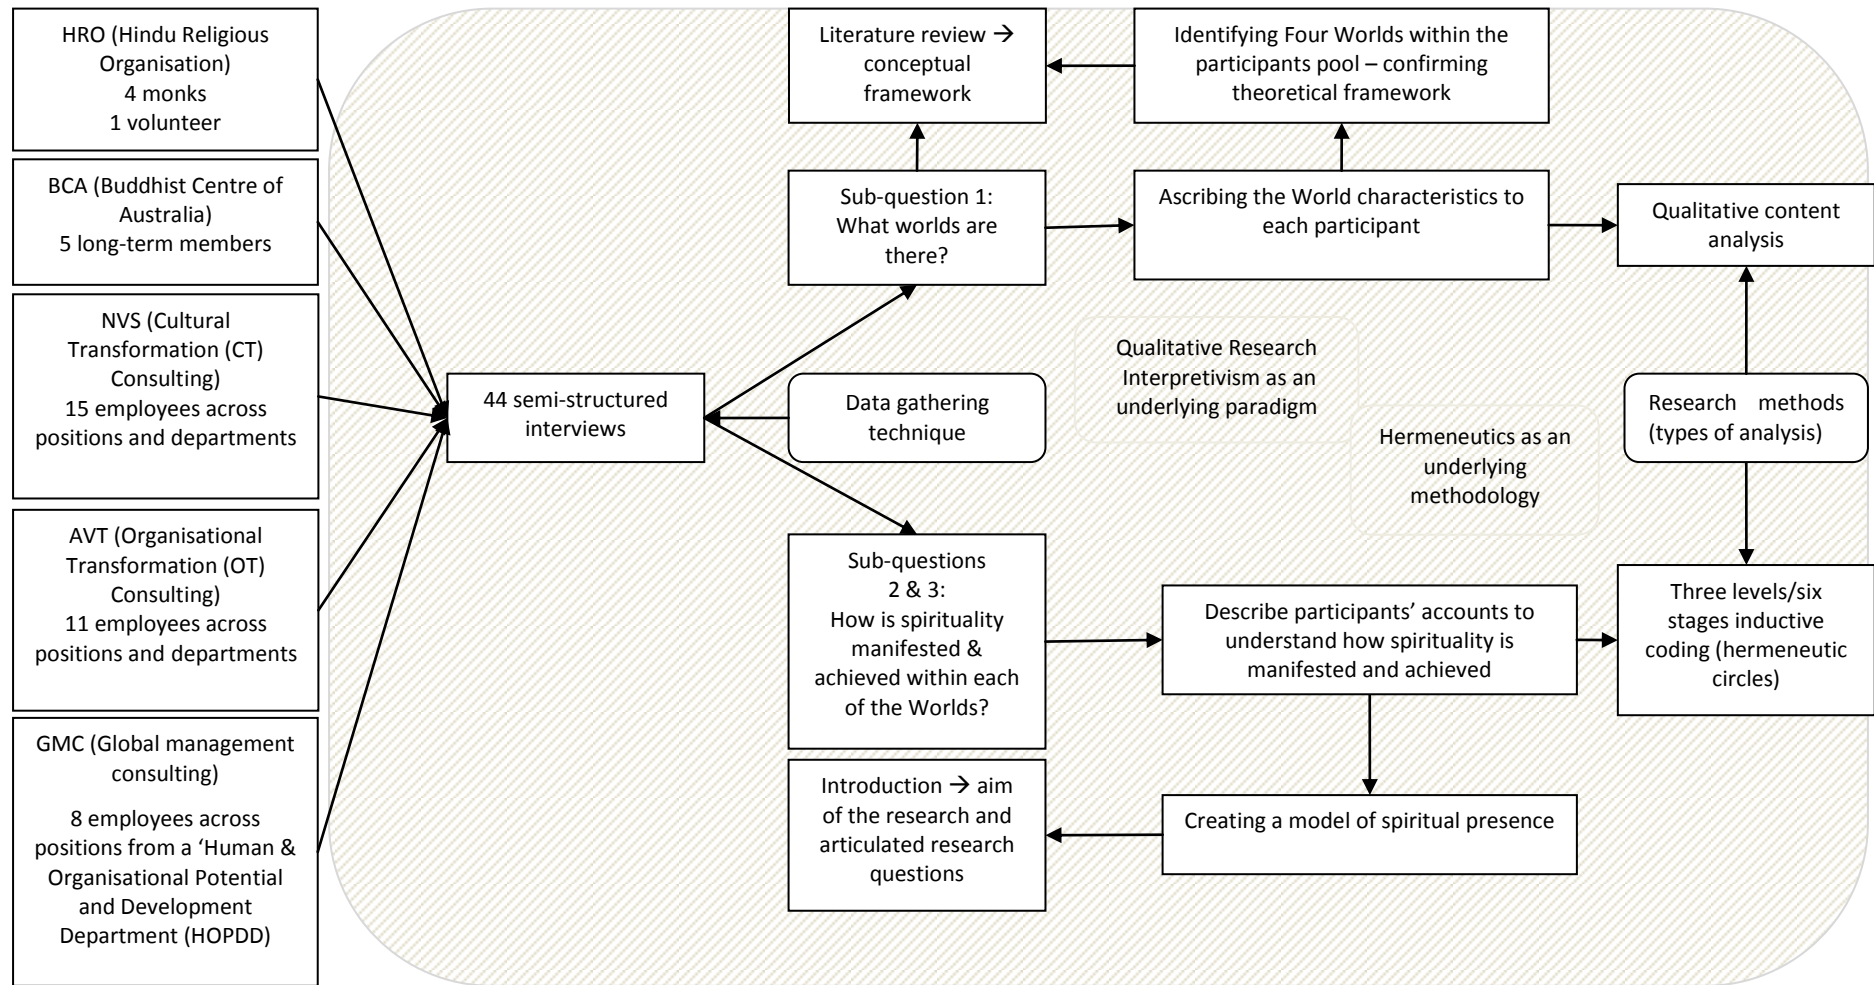 HRO (Hindu Religious
Organisation)
4 monks
1 volunteer
BCA (Buddhist Centre of
Australia)
5 long-term members
NVS (Cultural
Transformation (CT)
Consulting)
15 employees across
positions and departments
AVT (Organisational
Transformation (OT)
Consulting)
11 employees across
positions and departments
GMC (Global management
consulting)
8 employees across
positions from a ‘Human &
Organisational Potential
and Development
Department (HOPDD)
44 semi-structured
interviews
Literature review →
conceptual
framework
Identifying Four Worlds within the
participants pool – confirming
theoretical framework
Sub-question 1:
What worlds are
there?
Ascribing the World characteristics to
each participant
Qualitative content
analysis
Data gathering
technique
Qualitative Research
Interpretivism as an
underlying paradigm
Hermeneutics as an
underlying
methodology
Research methods
(types of analysis)
Sub-questions
2 & 3:
How is spirituality
manifested &
achieved within each
of the Worlds?
Describe participants’ accounts to
understand how spirituality is
manifested and achieved
Three levels/six
stages inductive
coding (hermeneutic
circles)
Introduction → aim
of the research and
articulated research
questions
Creating a model of spiritual presence